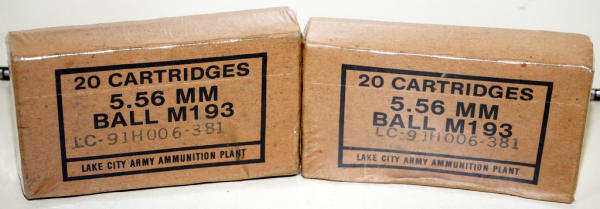 20 CARTRIDGES
5.56 MM
BALL M193
LC-91H006-381
LAKE CITY ARMY AMMUNITION PLANT
20 CARTRIDGES
5.56 MM
BALL M193
LC-91H006-381
LAKE CITY ARMY AMMUNITION PLANT